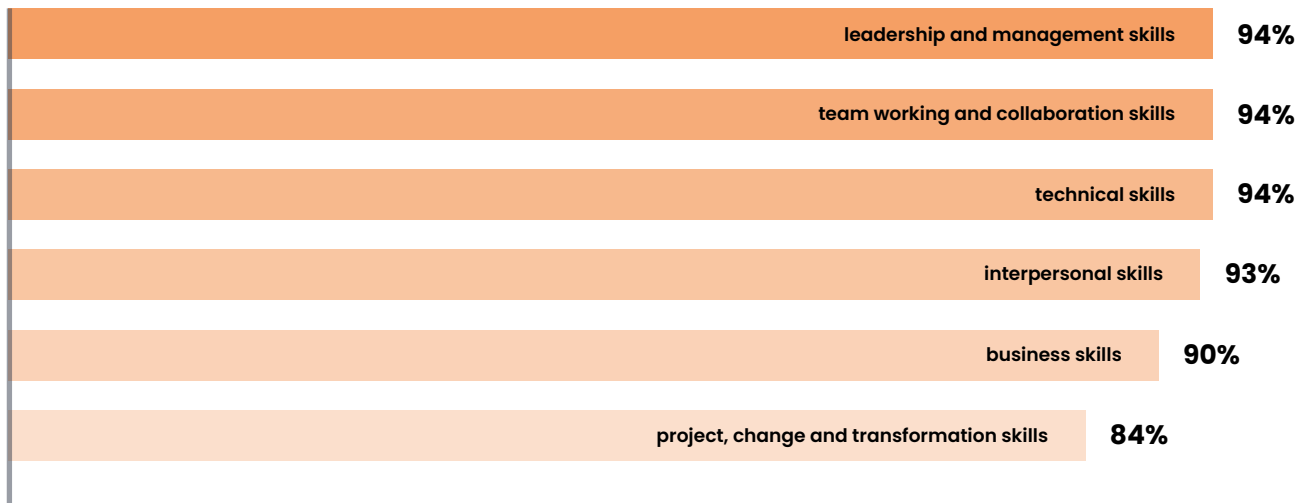 leadership and management skills 94%
team working and collaboration skills 94%
technical skills 94%
interpersonal skills 93%
business skills 90%
project, change and transformation skills 84%